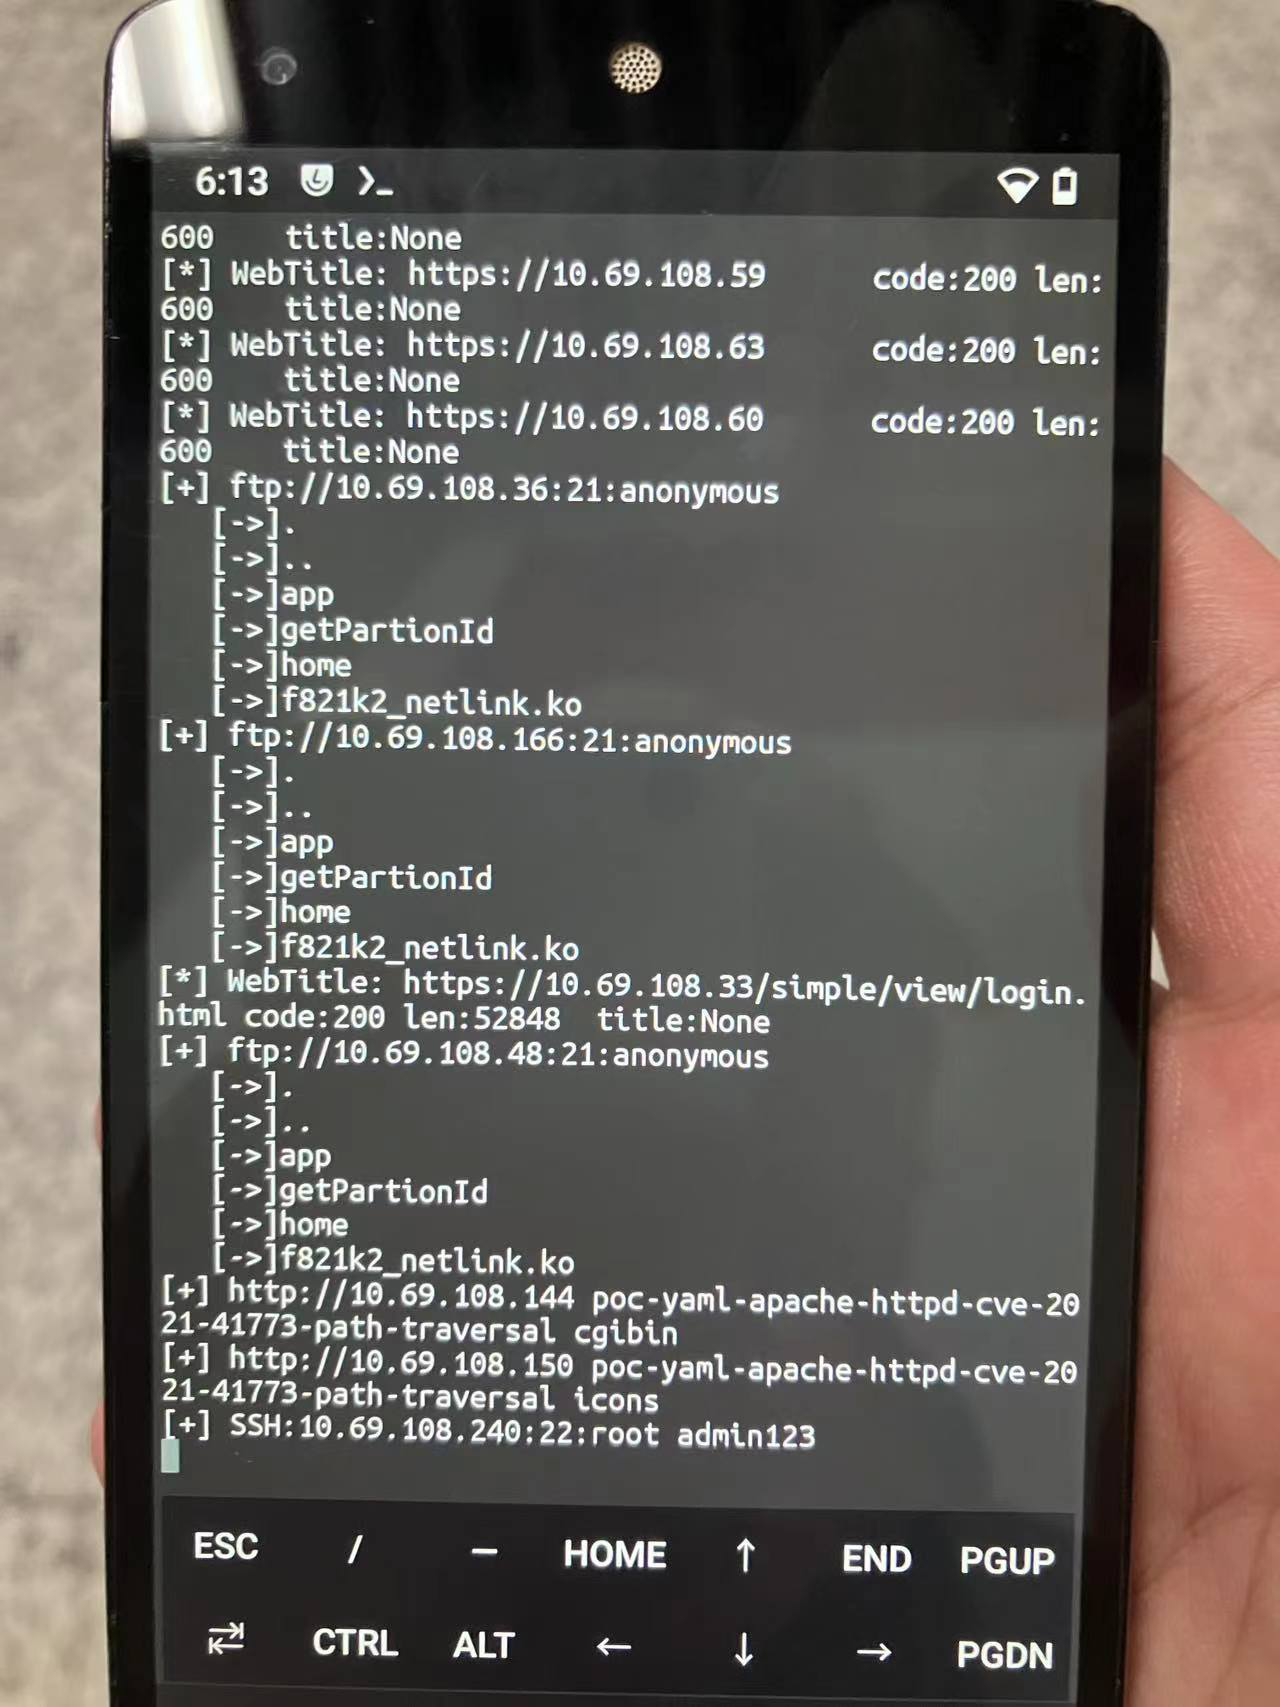 6:13
600    title:None
[*] WebTitle: https://10.69.108.59      code:200 len:
600    title:None
[*] WebTitle: https://10.69.108.63      code:200 len:
600    title:None
[*] WebTitle: https://10.69.108.60      code:200 len:
600    title:None
[+] ftp://10.69.108.36:21:anonymous
   [->].
   [->]..
   [->]app
   [->]getPartionId
   [->]home
   [->]f821k2_netlink.ko
[+] ftp://10.69.108.166:21:anonymous
   [->].
   [->]..
   [->]app
   [->]getPartionId
   [->]home
   [->]f821k2_netlink.ko
[*] WebTitle: https://10.69.108.33/simple/view/login.
html code:200 len:52848  title:None
[+] ftp://10.69.108.48:21:anonymous
   [->].
   [->]..
   [->]app
   [->]getPartionId
   [->]home
   [->]f821k2_netlink.ko
[+] http://10.69.108.144 poc-yaml-apache-httpd-cve-20
21-41773-path-traversal cgibin
[+] http://10.69.108.150 poc-yaml-apache-httpd-cve-20
21-41773-path-traversal icons
[+] SSH:10.69.108.240:22:root admin123
ESC / — HOME ↑ END PGUP
CTRL ALT ← ↓ → PGDN